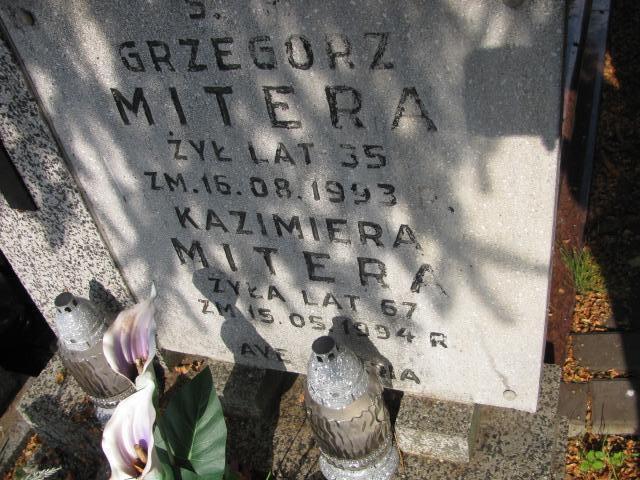 Ś.
GRZEGORZ
MITERA
ŻYŁ LAT 35
ZM. 16.08.1993 R.
KAZIMIERA
MITERA
ŻYŁA LAT 67
ZM 15.05.1994 R
AVE